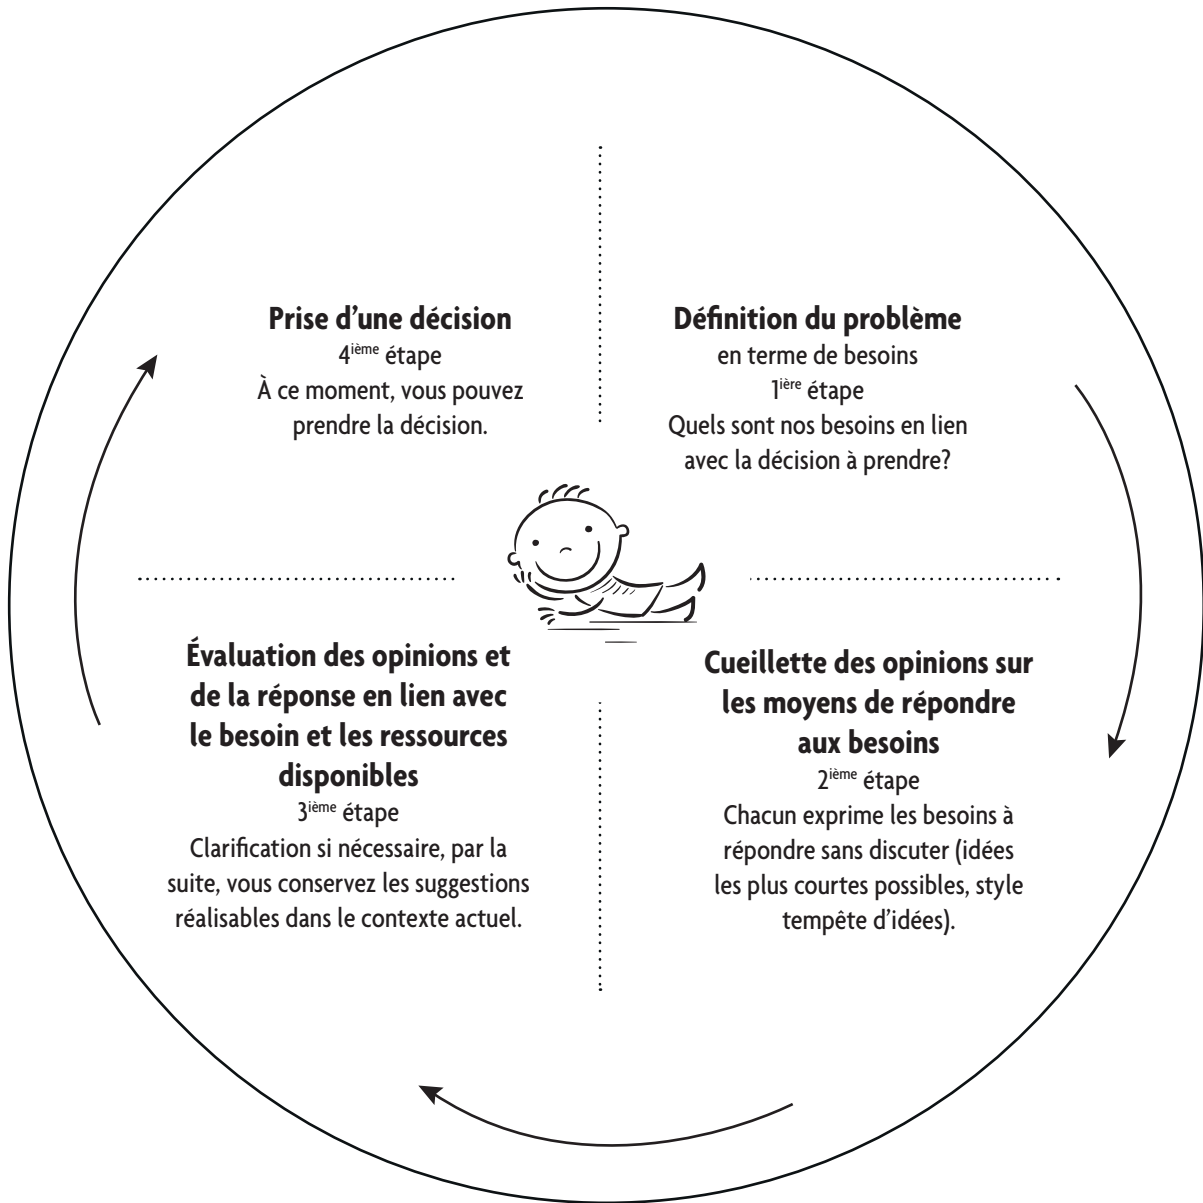 Définition du problème
en terme de besoins
1ière étape
Quels sont nos besoins en lien
avec la décision à prendre?
Cueillette des opinions sur
les moyens de répondre
aux besoins
2ième étape
Chacun exprime les besoins à
répondre sans discuter (idées
les plus courtes possibles, style
tempête d’idées).
Évaluation des opinions et
de la réponse en lien avec
le besoin et les ressources
disponibles
3ième étape
Clarification si nécessaire, par la
suite, vous conservez les suggestions
réalisables dans le contexte actuel.
Prise d’une décision
4ième étape
À ce moment, vous pouvez
prendre la décision.